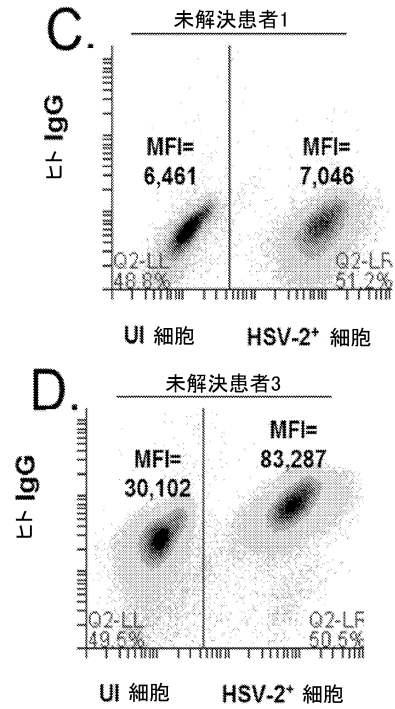 C.
未解決患者1
ヒト IgG
MFI=
6,461
MFI=
7,046
Q2-LL
48.8%
Q2-LR
51.2%
UI 細胞
HSV-2⁺ 細胞
D.
未解決患者3
ヒト IgG
MFI=
30,102
MFI=
83,287
Q2-LL
49.5%
Q2-LR
50.5%
UI 細胞
HSV-2⁺ 細胞